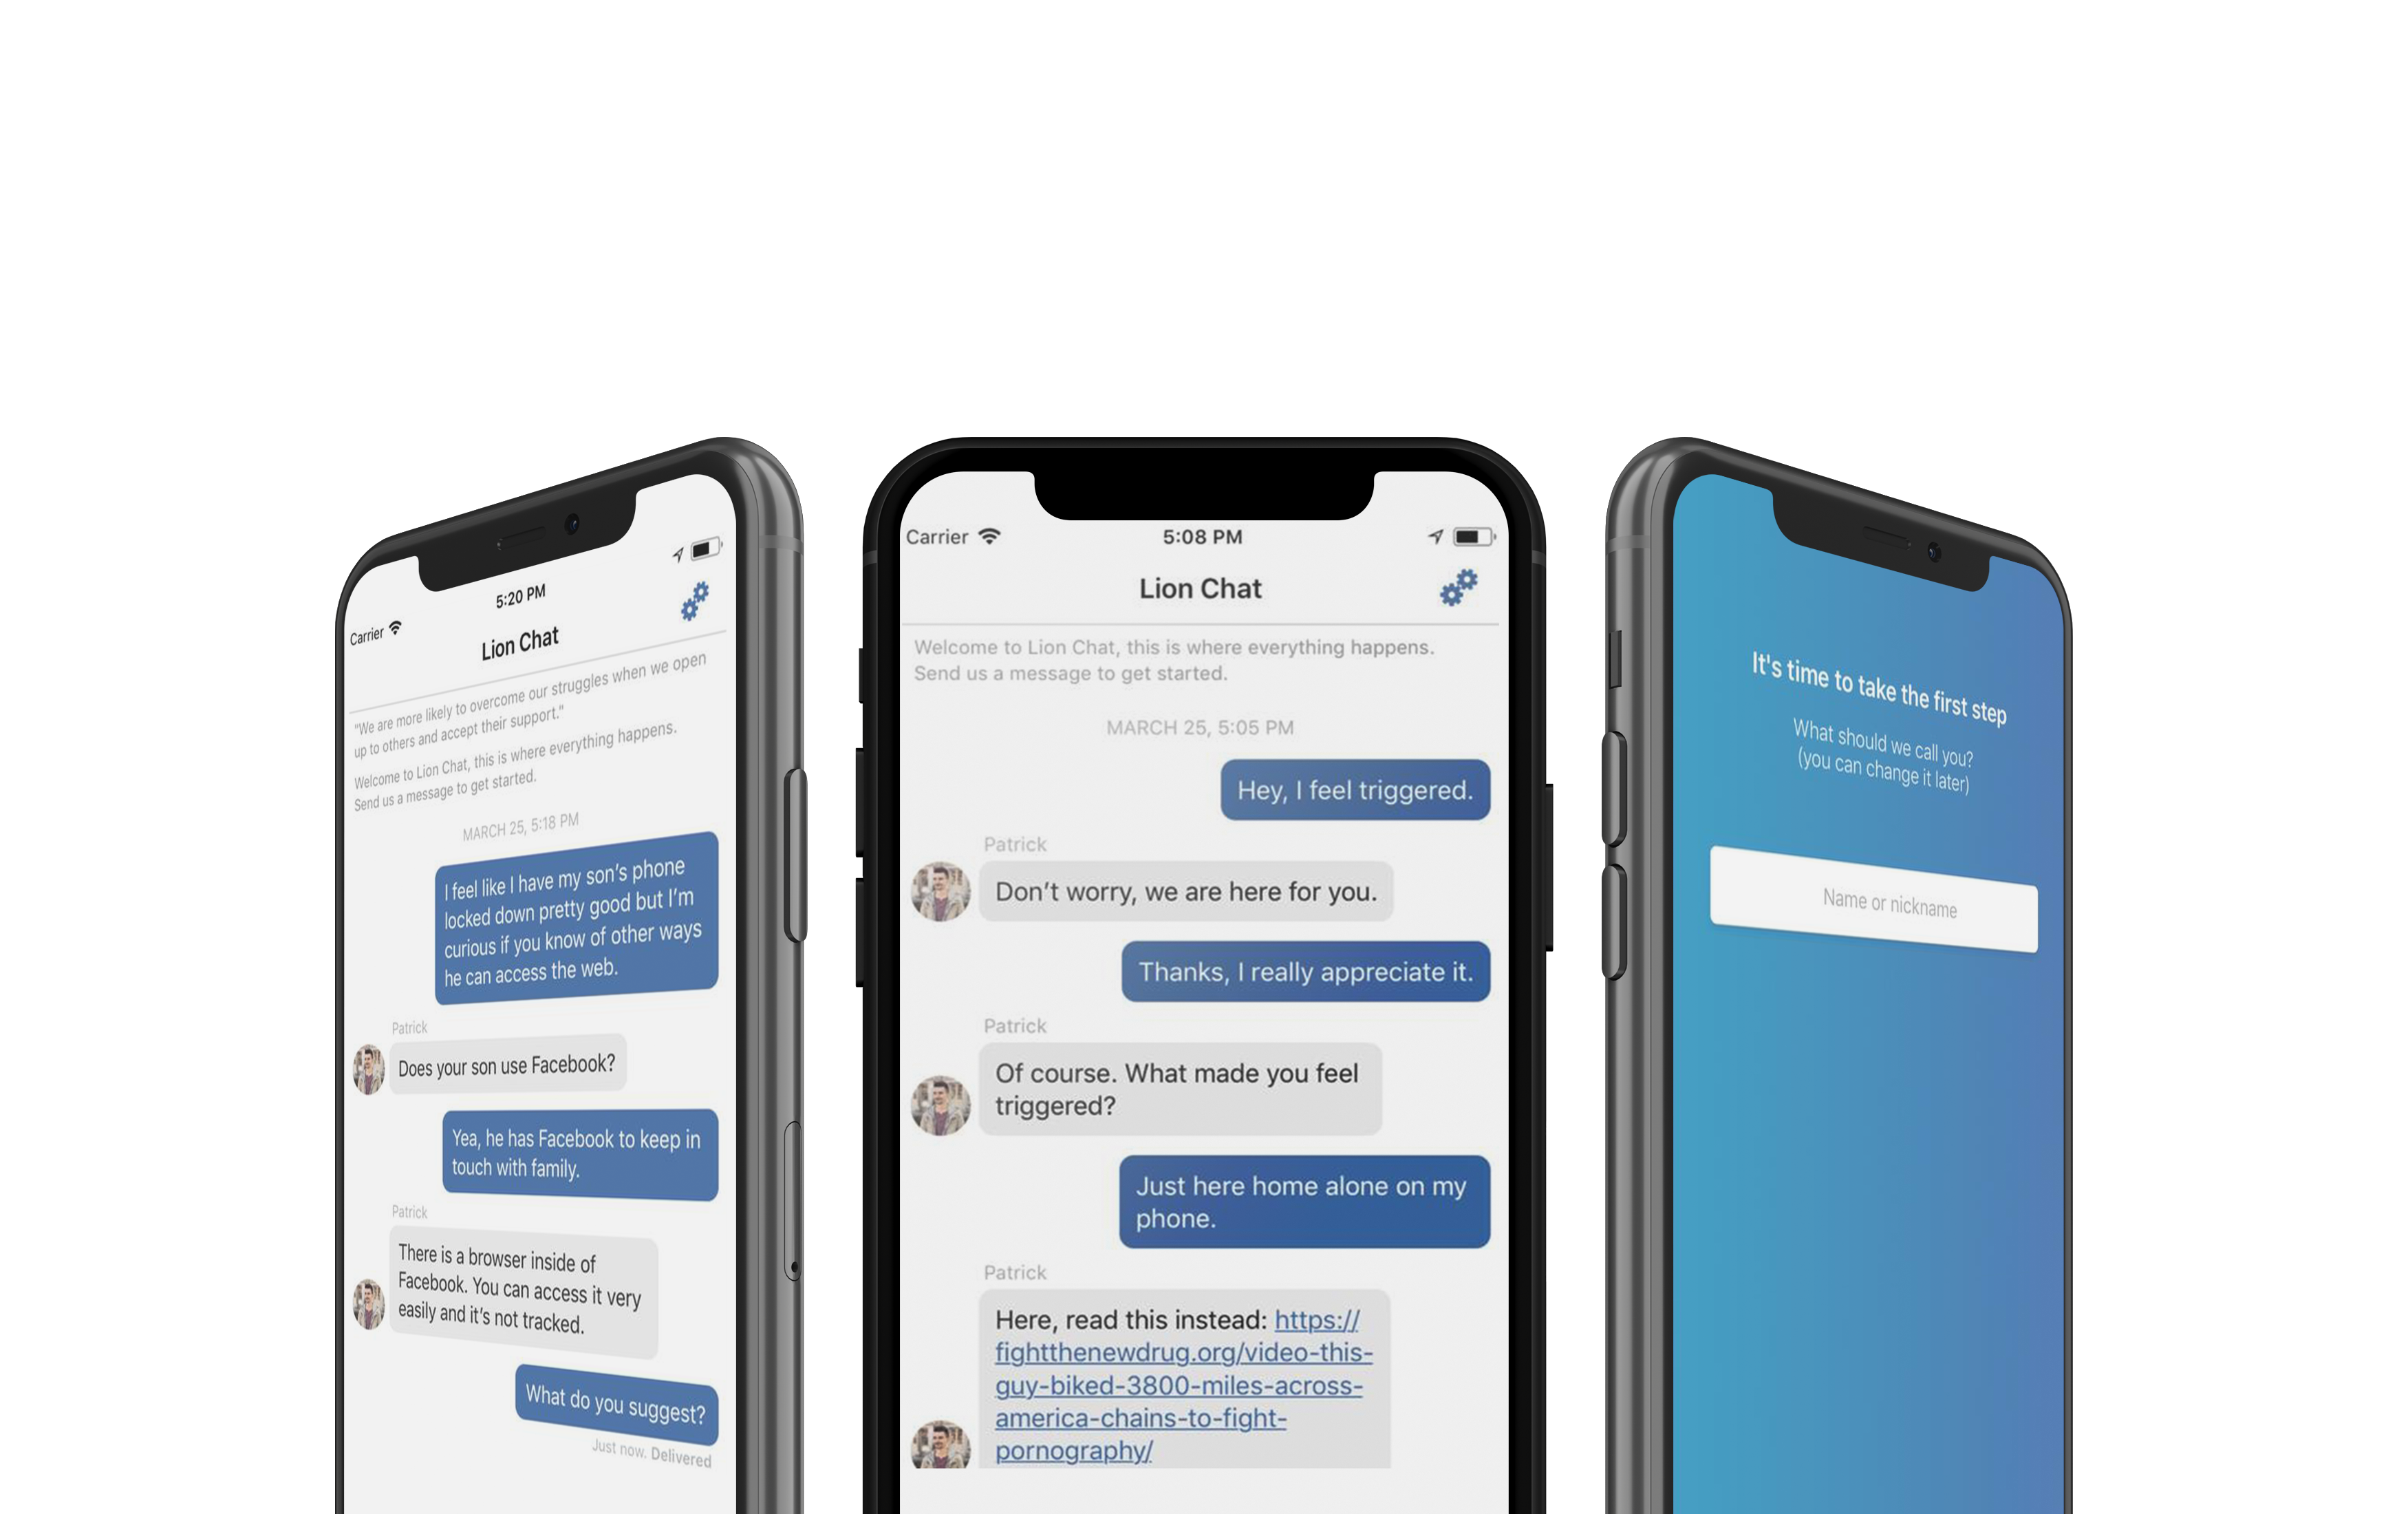 5:20 PM
Carrier
Lion Chat
"We are more likely to overcome our struggles when we open
up to others and accept their support."
Welcome to Lion Chat, this is where everything happens.
Send us a message to get started.
MARCH 25, 5:18 PM
I feel like I have my son's phone
locked down pretty good but I'm
curious if you know of other ways
he can access the web.
Patrick
Does your son use Facebook?
Yea, he has Facebook to keep in
touch with family.
Patrick
There is a browser inside of
Facebook. You can access it very
easily and it's not tracked.
What do you suggest?
Just now. Delivered
Carrier 5:08 PM
Lion Chat
Welcome to Lion Chat, this is where everything happens.
Send us a message to get started.
MARCH 25, 5:05 PM
Hey, I feel triggered.
Patrick
Don't worry, we are here for you.
Thanks, I really appreciate it.
Patrick
Of course. What made you feel
triggered?
Just here home alone on my
phone.
Patrick
Here, read this instead: https://
fightthenewdrug.org/video-this-
guy-biked-3800-miles-across-
america-chains-to-fight-
pornography/
It's time to take the first step
What should we call you?
(you can change it later)
Name or nickname